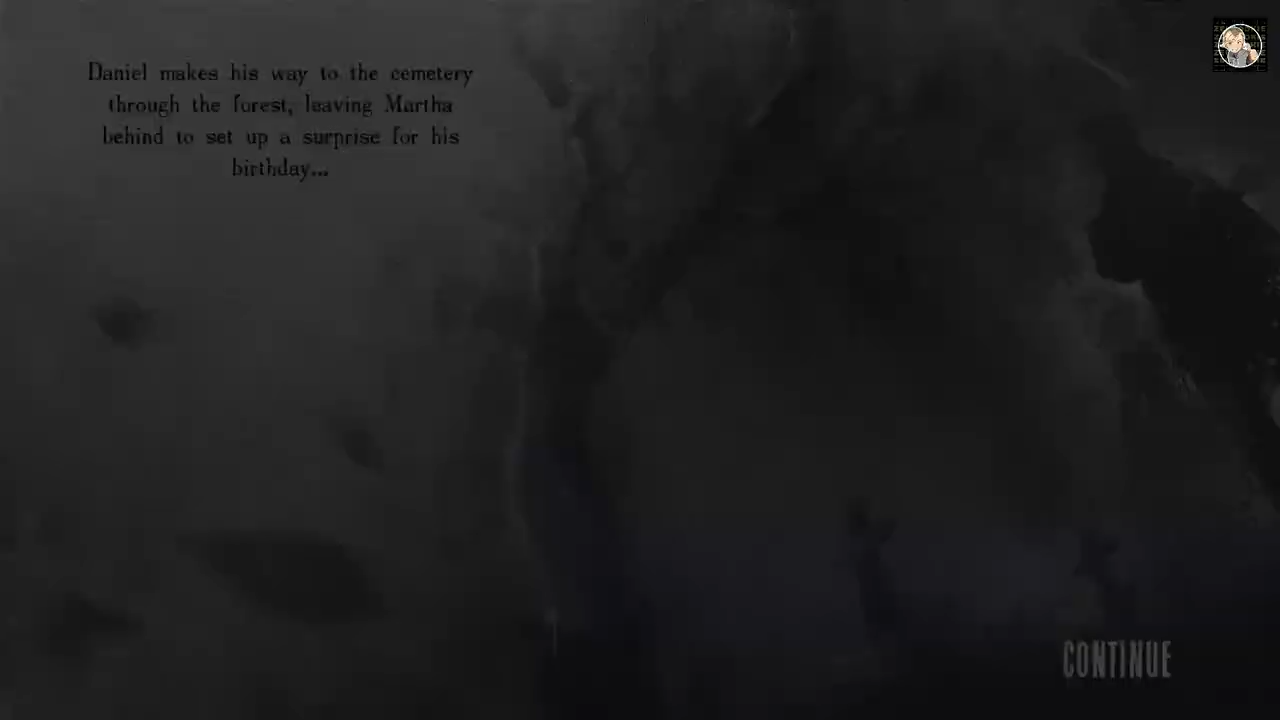 Daniel makes his way to the cemetery
through the forest, leaving Martha
behind to set up a surprise for his
birthday...
CONTINUE